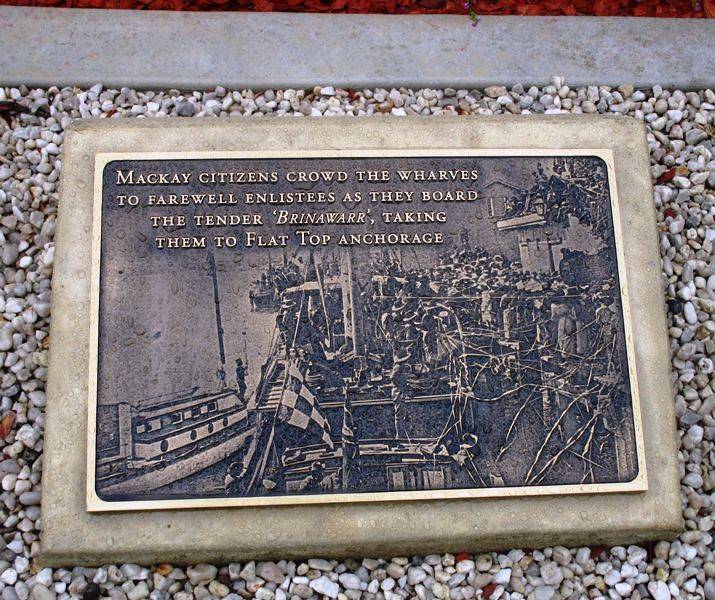 Mackay citizens crowd the wharves
to farewell enlistees as they board
the tender ‘Brinawarr’, taking
them to Flat Top anchorage